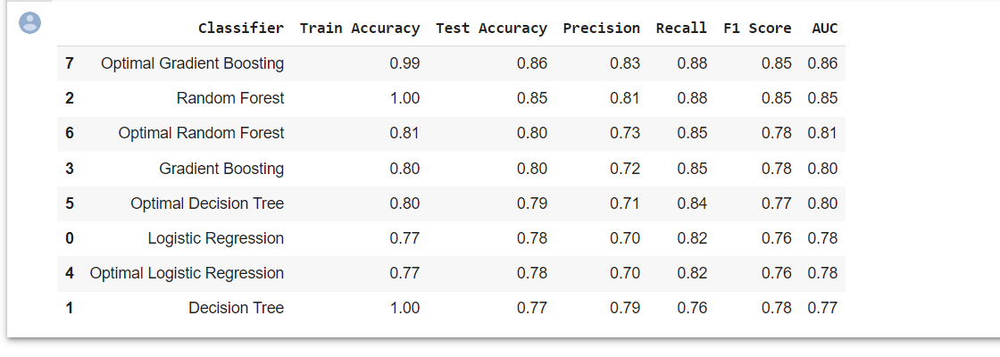 Classifier Train Accuracy Test Accuracy Precision Recall F1 Score AUC
7 Optimal Gradient Boosting 0.99 0.86 0.83 0.88 0.85 0.86
2 Random Forest 1.00 0.85 0.81 0.88 0.85 0.85
6 Optimal Random Forest 0.81 0.80 0.73 0.85 0.78 0.81
3 Gradient Boosting 0.80 0.80 0.72 0.85 0.78 0.80
5 Optimal Decision Tree 0.80 0.79 0.71 0.84 0.77 0.80
0 Logistic Regression 0.77 0.78 0.70 0.82 0.76 0.78
4 Optimal Logistic Regression 0.77 0.78 0.70 0.82 0.76 0.78
1 Decision Tree 1.00 0.77 0.79 0.76 0.78 0.77